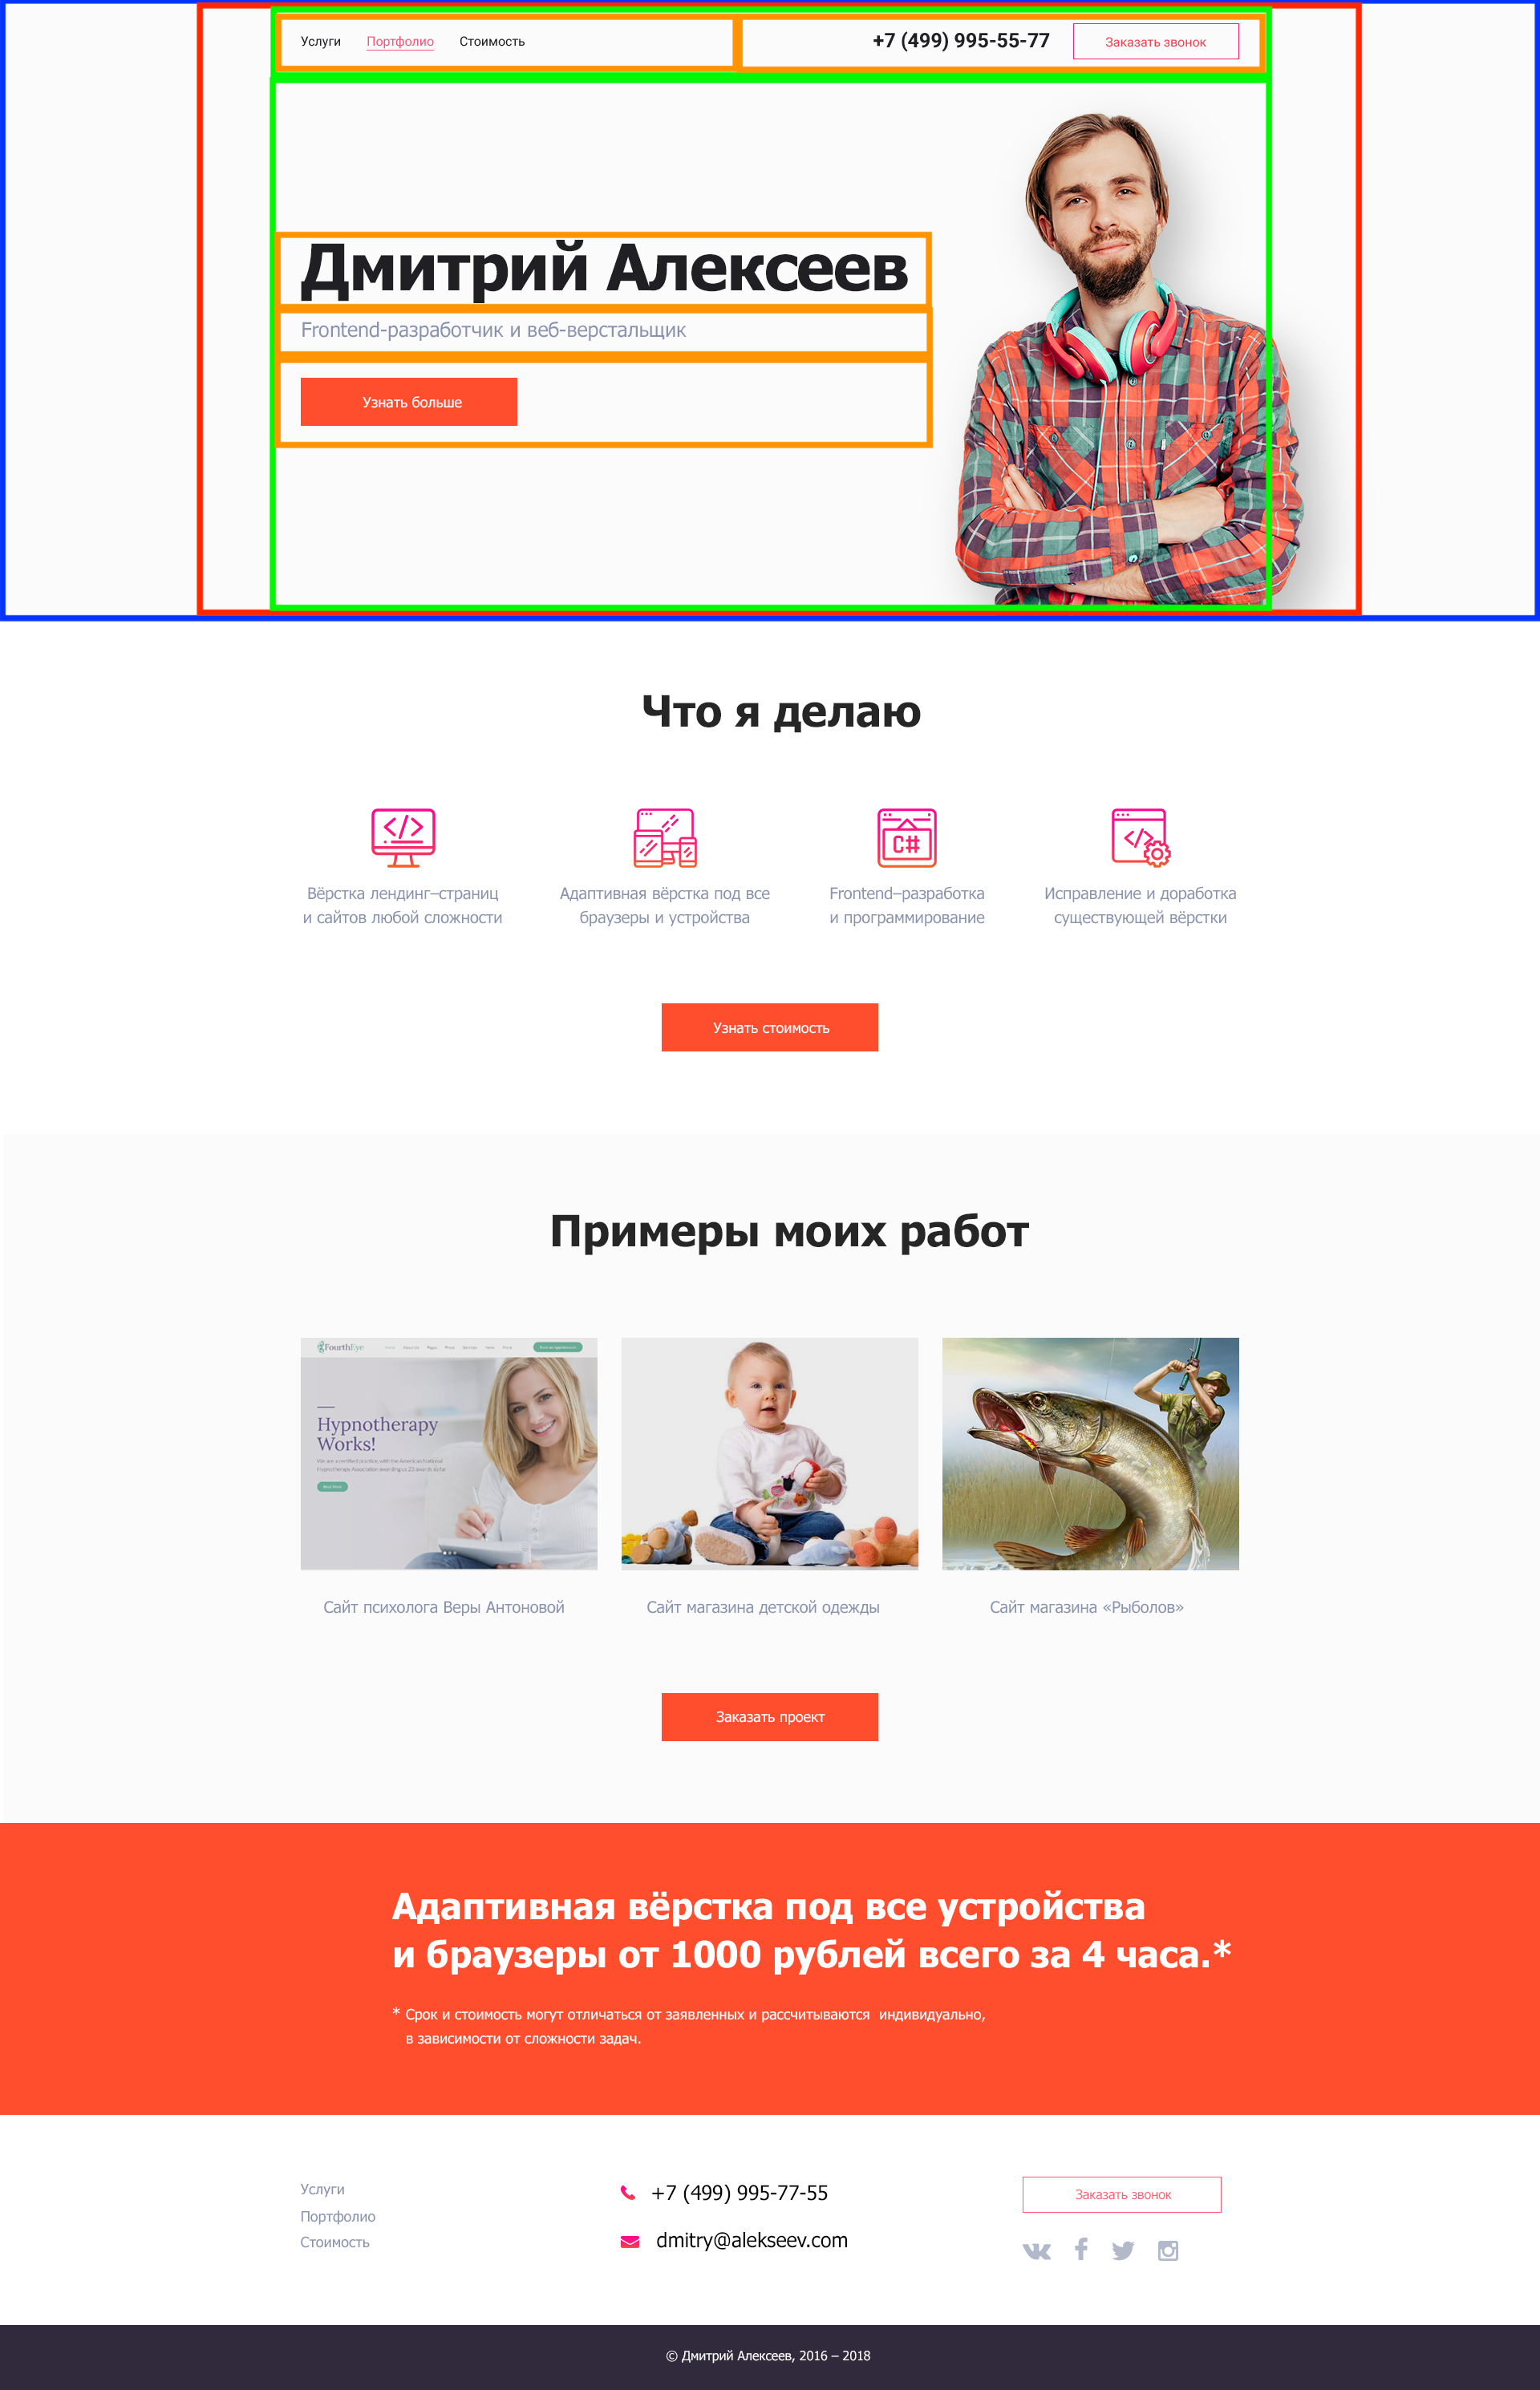 Услуги Портфолио Стоимость +7 (499) 995-55-77 Заказать звонок
Дмитрий Алексеев
Frontend-разработчик и веб-верстальщик
Узнать больше
Что я делаю
Вёрстка лендинг–страниц
и сайтов любой сложности
Адаптивная вёрстка под все
браузеры и устройства
C#
Frontend–разработка
и программирование
Исправление и доработка
существующей вёрстки
Узнать стоимость
Примеры моих работ
FourthEye
Hypnotherapy
Works!
Сайт психолога Веры Антоновой
Сайт магазина детской одежды
Сайт магазина «Рыболов»
Заказать проект
Адаптивная вёрстка под все устройства
и браузеры от 1000 рублей всего за 4 часа.*
* Срок и стоимость могут отличаться от заявленных и рассчитываются индивидуально,
в зависимости от сложности задач.
Услуги
Портфолио
Стоимость
+7 (499) 995-77-55
dmitry@alekseev.com
Заказать звонок
© Дмитрий Алексеев, 2016 – 2018